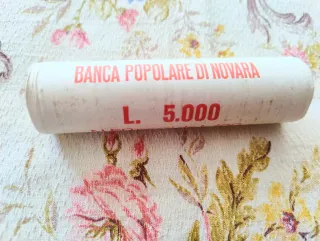 BANCA POPOLARE DI NOVARA
L. 5.000